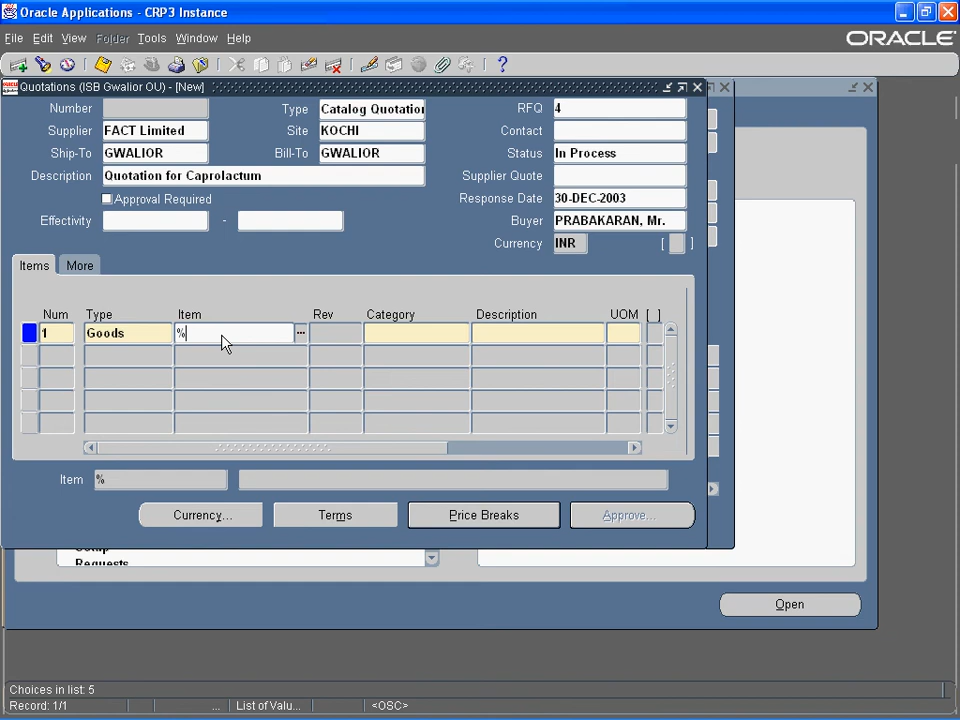 Oracle Applications - CRP3 Instance
File Edit View Folder Tools Window Help
ORACLE
Quotations (ISB Gwalior OU) - [New]
Number Type Catalog Quotation RFQ 4
Supplier FACT Limited Site KOCHI Contact
Ship-To GWALIOR Bill-To GWALIOR Status In Process
Description Quotation for Caprolactum Supplier Quote
Approval Required Response Date 30-DEC-2003
Effectivity - Buyer PRABAKARAN, Mr.
Currency INR [ ]
Items More
Num Type Item Rev Category Description UOM [ ]
1 Goods %
Item %
Currency... Terms Price Breaks Approve...
Setup
Requests
Open
Choices in list: 5
Record: 1/1 ... List of Valu... <OSC>